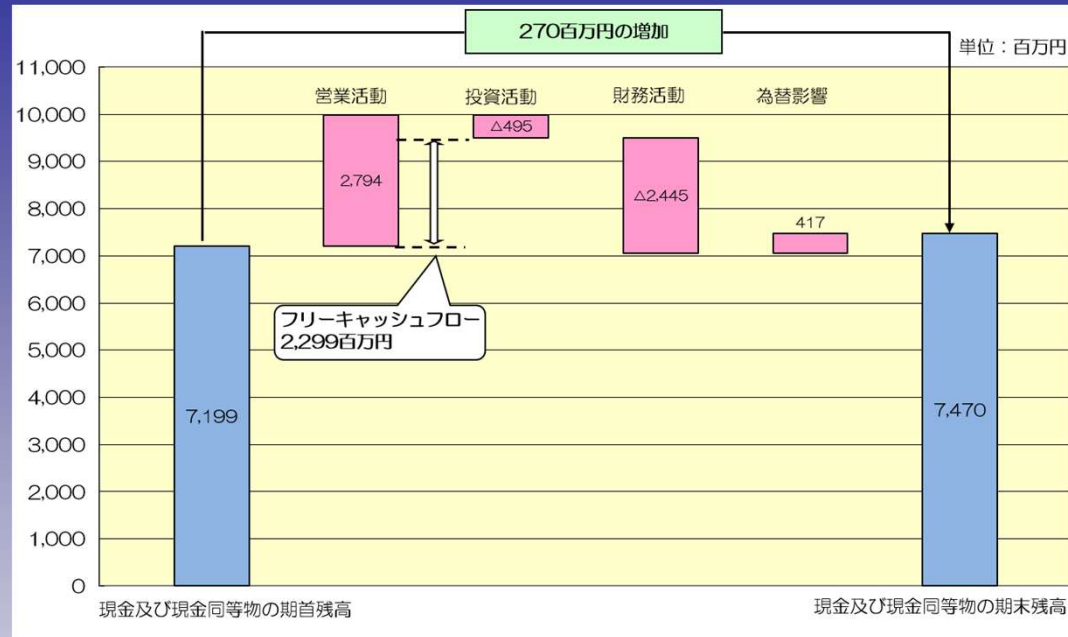 270百万円の増加
単位：百万円
11,000
10,000
9,000
8,000
7,000
6,000
5,000
4,000
3,000
2,000
1,000
0
営業活動
投資活動
財務活動
為替影響
2,794
△495
△2,445
417
フリーキャッシュフロー
2,299百万円
7,199
7,470
現金及び現金同等物の期首残高
現金及び現金同等物の期末残高